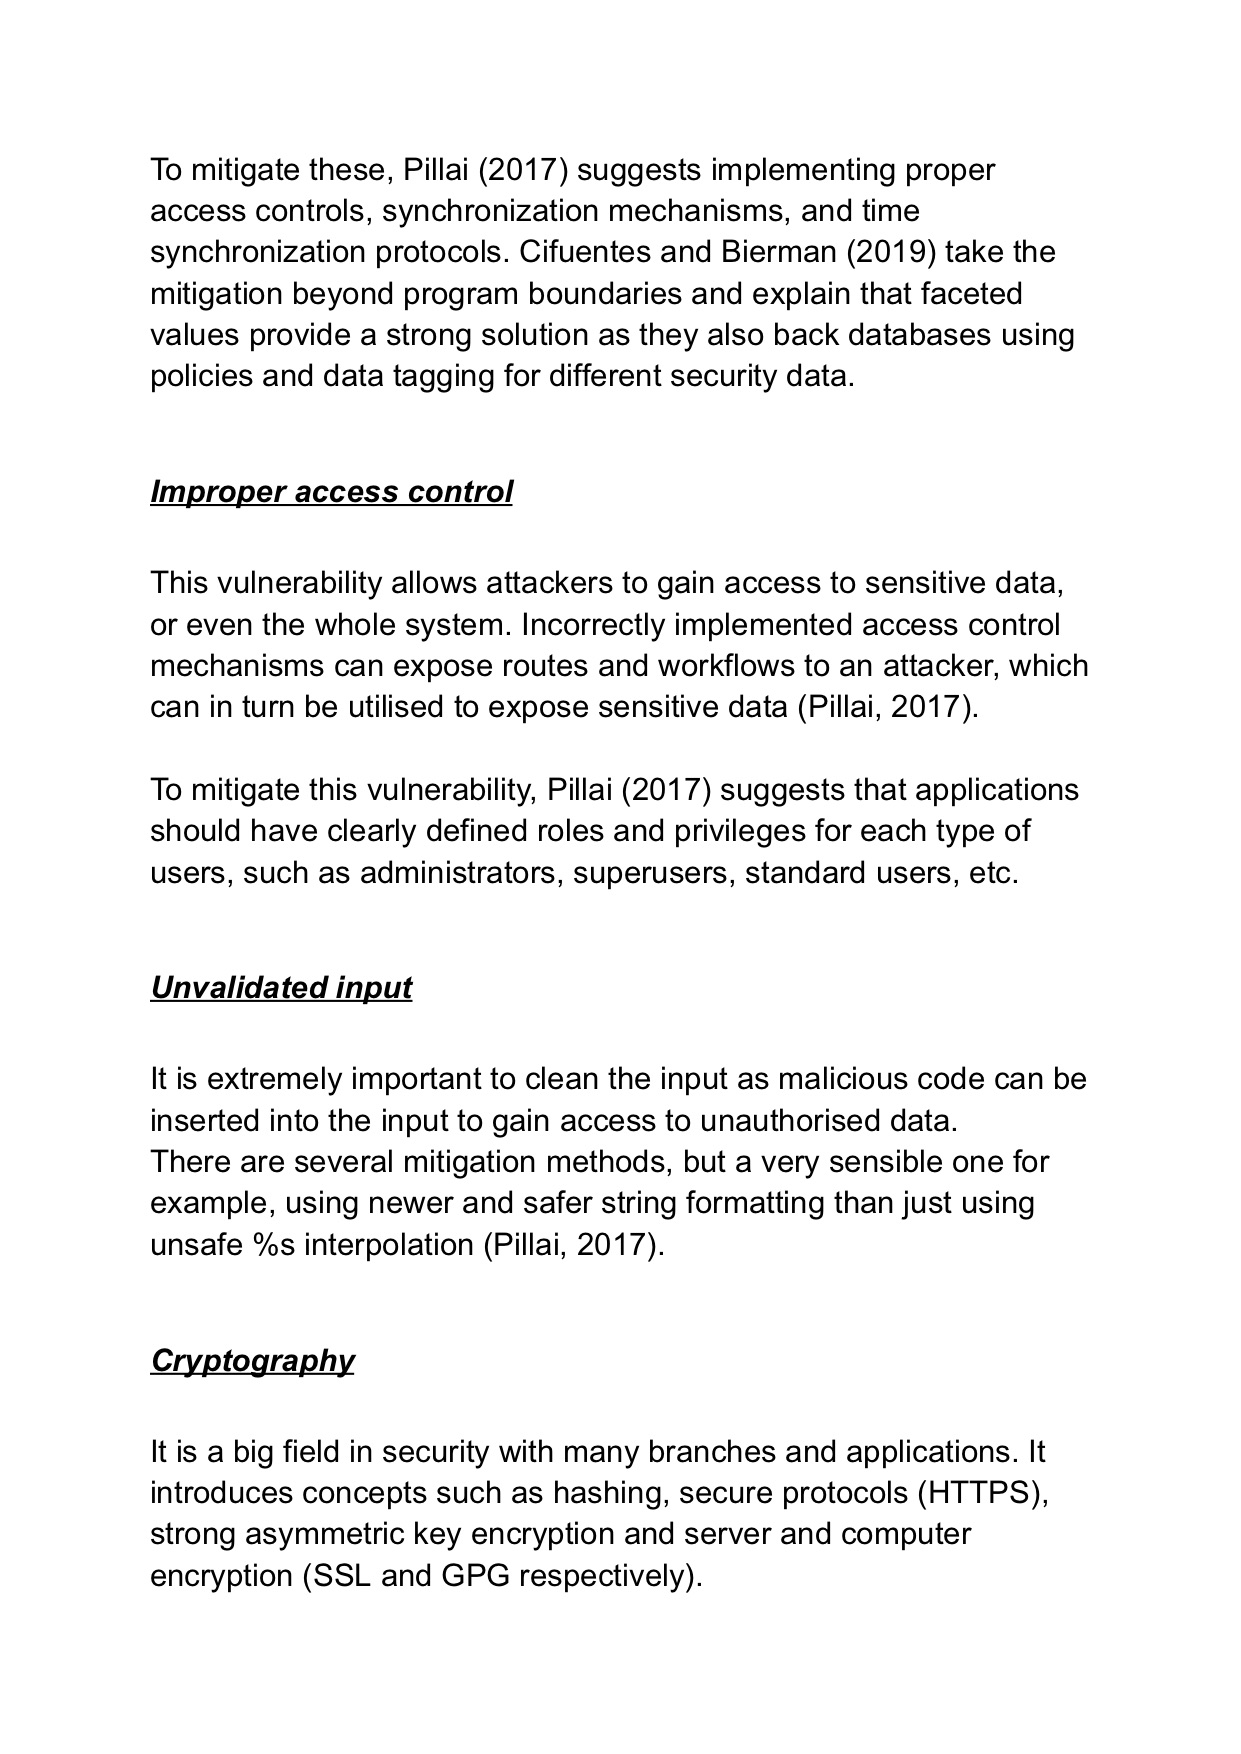 To mitigate these, Pillai (2017) suggests implementing proper
access controls, synchronization mechanisms, and time
synchronization protocols. Cifuentes and Bierman (2019) take the
mitigation beyond program boundaries and explain that faceted
values provide a strong solution as they also back databases using
policies and data tagging for different security data.
Improper access control
This vulnerability allows attackers to gain access to sensitive data,
or even the whole system. Incorrectly implemented access control
mechanisms can expose routes and workflows to an attacker, which
can in turn be utilised to expose sensitive data (Pillai, 2017).
To mitigate this vulnerability, Pillai (2017) suggests that applications
should have clearly defined roles and privileges for each type of
users, such as administrators, superusers, standard users, etc.
Unvalidated input
It is extremely important to clean the input as malicious code can be
inserted into the input to gain access to unauthorised data.
There are several mitigation methods, but a very sensible one for
example, using newer and safer string formatting than just using
unsafe %s interpolation (Pillai, 2017).
Cryptography
It is a big field in security with many branches and applications. It
introduces concepts such as hashing, secure protocols (HTTPS),
strong asymmetric key encryption and server and computer
encryption (SSL and GPG respectively).